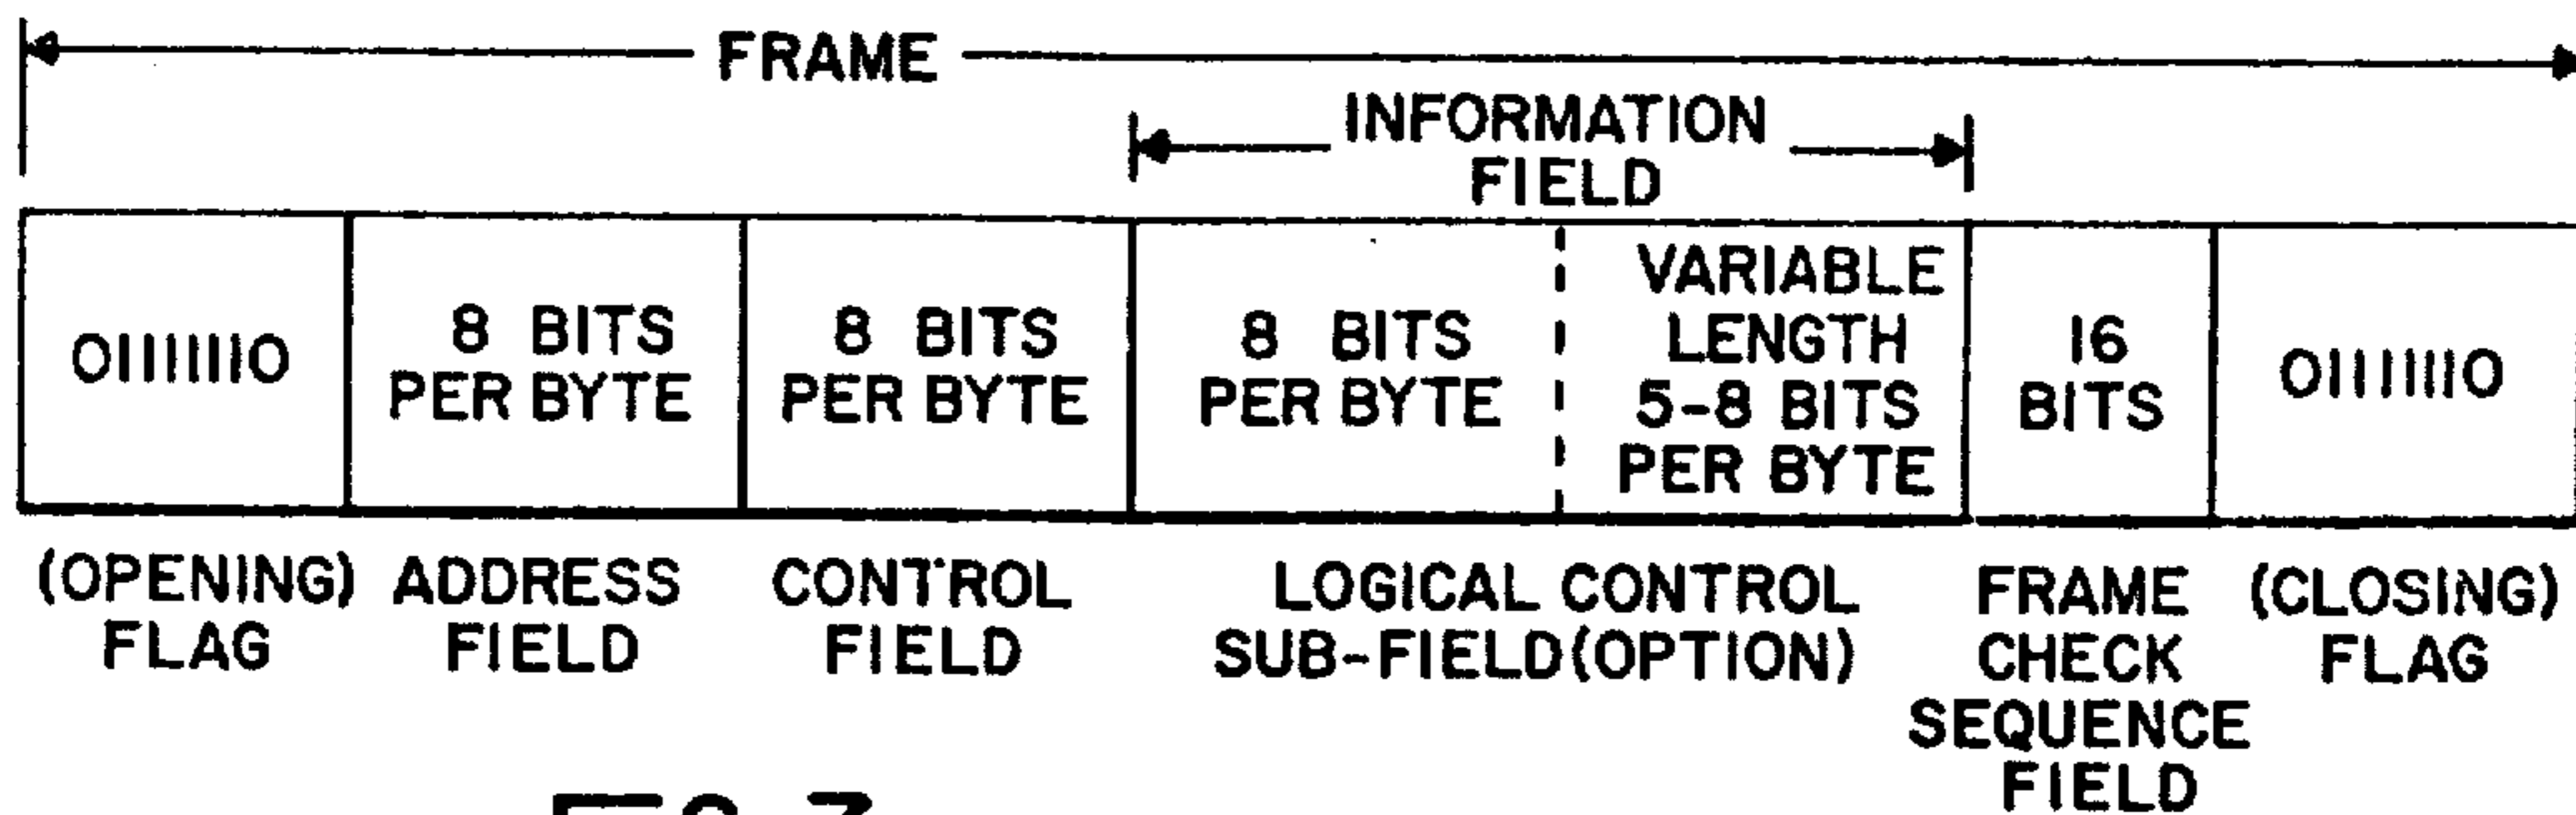 FRAME
INFORMATION
FIELD
01111110
8 BITS
PER BYTE
8 BITS
PER BYTE
8 BITS
PER BYTE
VARIABLE
LENGTH
5-8 BITS
PER BYTE
16
BITS
01111110
(OPENING)
FLAG
ADDRESS
FIELD
CONTROL
FIELD
LOGICAL CONTROL
SUB-FIELD(OPTION)
FRAME
CHECK
SEQUENCE
FIELD
(CLOSING)
FLAG